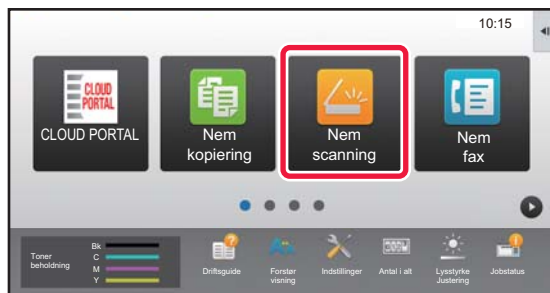 10:15
CLOUD
PORTAL
CLOUD PORTAL
Nem
kopiering
Nem
scanning
Nem
fax
Toner
beholdning
Bk
C
M
Y
Driftsguide
Forstør
visning
Indstillinger
Antal i alt
Lysstyrke
Justering
Jobstatus